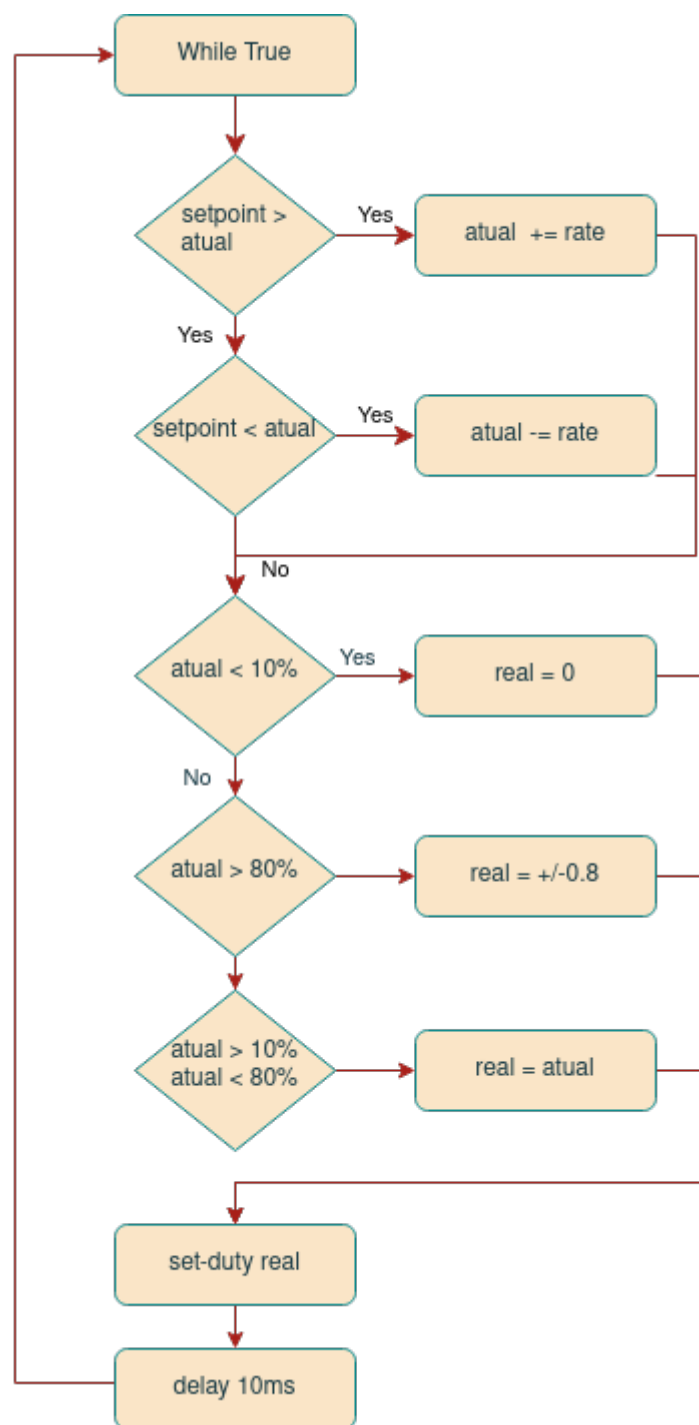 While True
setpoint >
atual
Yes
atual += rate
Yes
setpoint < atual
Yes
atual -= rate
No
atual < 10%
Yes
real = 0
No
atual > 80%
real = +/-0.8
atual > 10%
atual < 80%
real = atual
set-duty real
delay 10ms